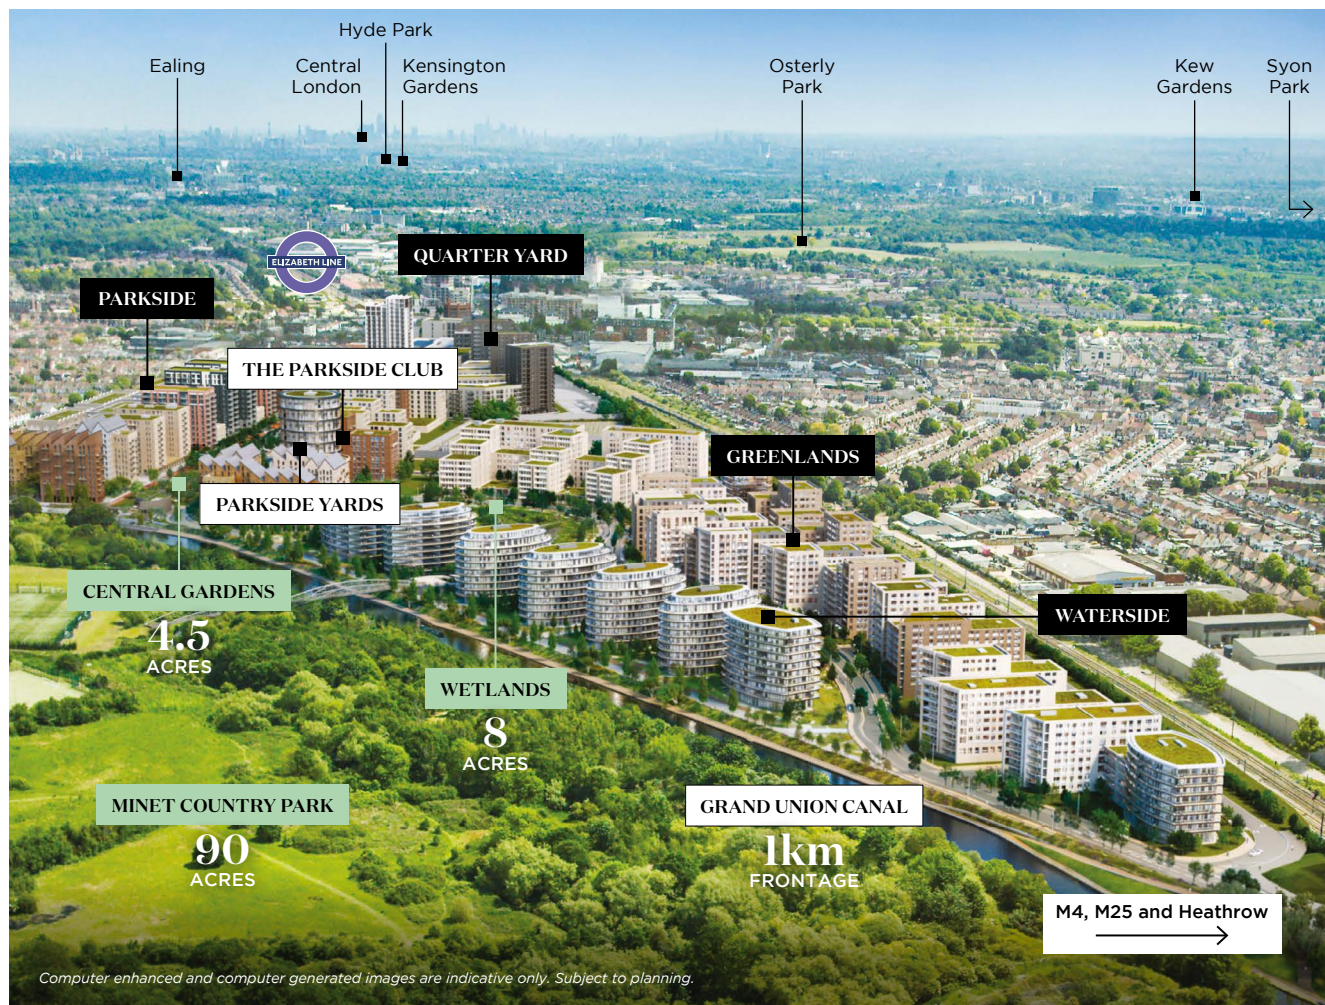 Hyde Park
Ealing
Central
London
Kensington
Gardens
Osterly
Park
Kew
Gardens
Syon
Park
ELIZABETH LINE
QUARTER YARD
PARKSIDE
THE PARKSIDE CLUB
GREENLANDS
PARKSIDE YARDS
CENTRAL GARDENS
4.5
ACRES
WATERSIDE
WETLANDS
8
ACRES
MINET COUNTRY PARK
90
ACRES
GRAND UNION CANAL
1km
FRONTAGE
M4, M25 and Heathrow
Computer enhanced and computer generated images are indicative only. Subject to planning.